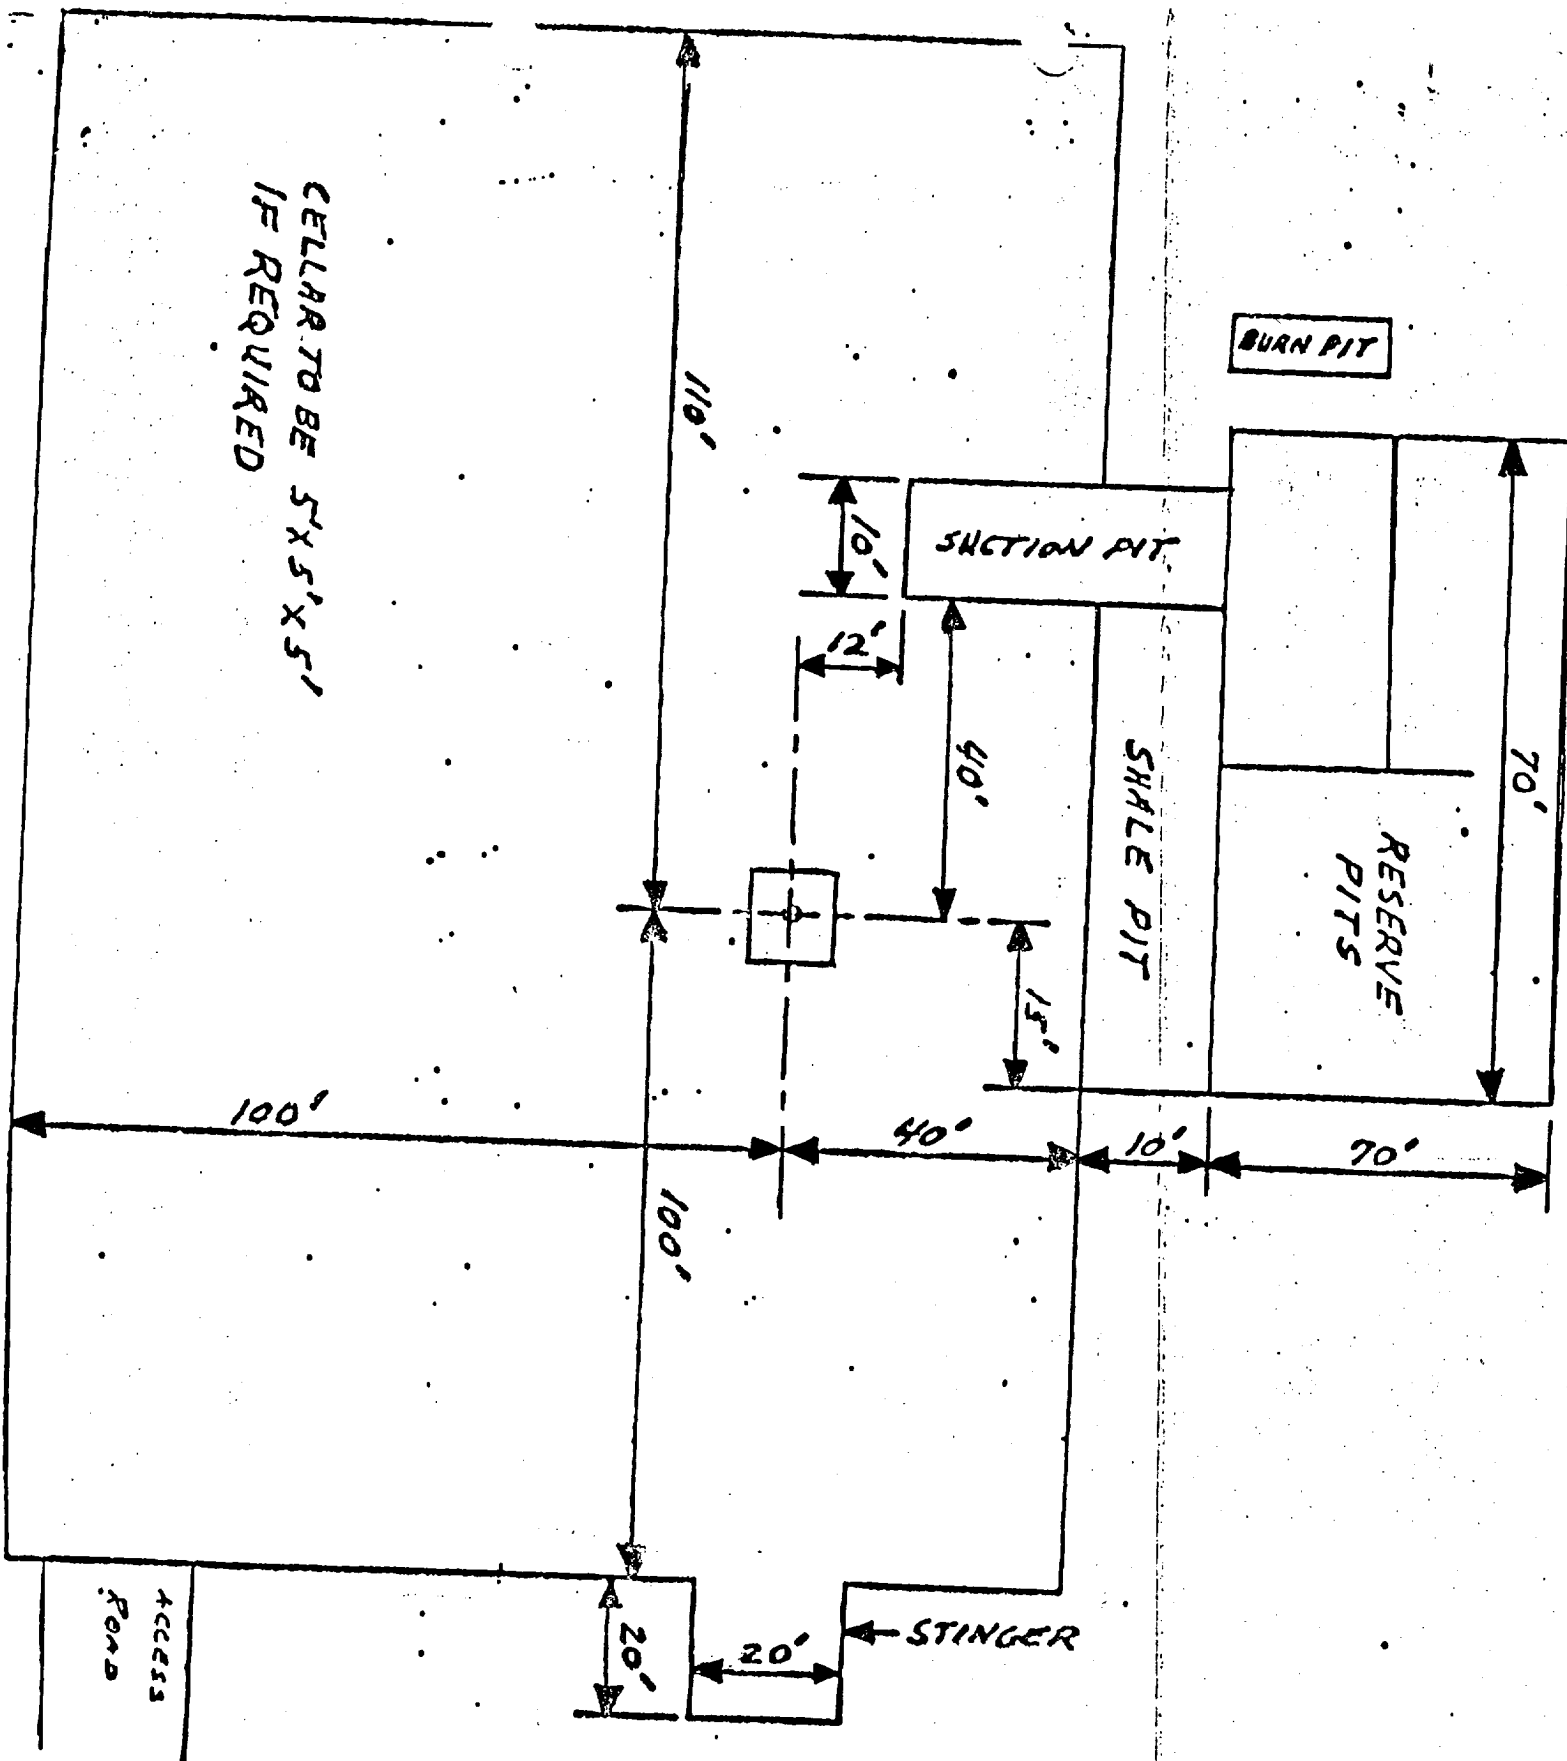 CELLAR TO BE 5'X5'X5'
IF REQUIRED
110'
BURN PIT
10'
SUCTION PIT
12'
40'
SHALE PIT
70'
RESERVE
PITS
15'
100'
40'
10'
70'
100'
STINGER
20'
20'
ACCESS
ROAD